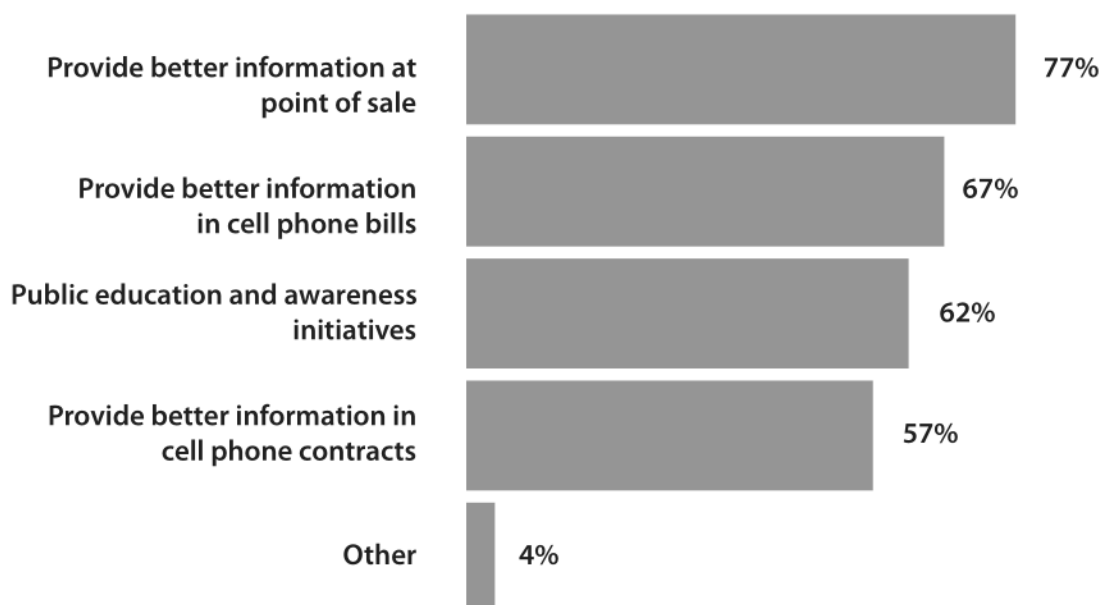 Provide better information at
point of sale
77%
Provide better information
in cell phone bills
67%
Public education and awareness
initiatives
62%
Provide better information in
cell phone contracts
57%
Other
4%